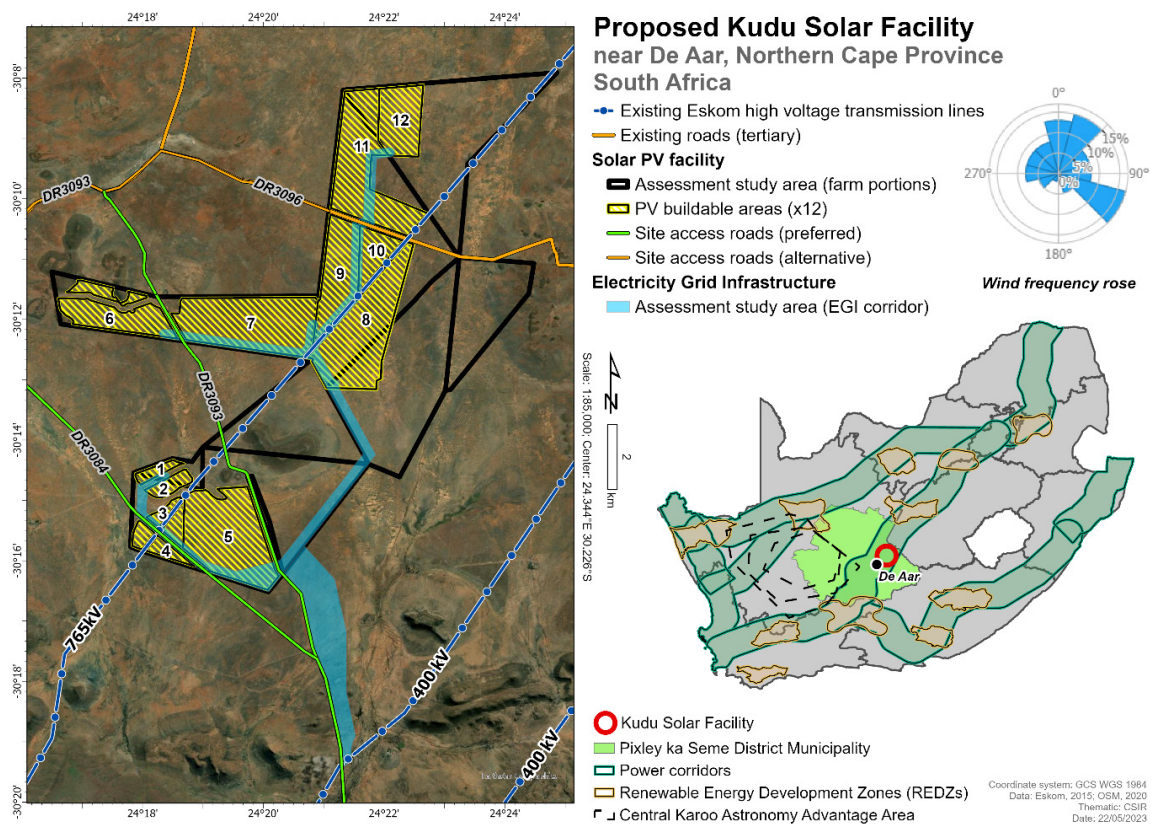 Proposed Kudu Solar Facility
near De Aar, Northern Cape Province
South Africa
Existing Eskom high voltage transmission lines
Existing roads (tertiary)
Solar PV facility
Assessment study area (farm portions)
PV buildable areas (x12)
Site access roads (preferred)
Site access roads (alternative)
Electricity Grid Infrastructure
Assessment study area (EGI corridor)
0°
15%
10%
5%
0%
270°
90°
180°
Wind frequency rose
24°18'
24°20'
24°22'
24°24'
-30°8'
-30°10'
-30°12'
-30°14'
-30°16'
-30°18'
-30°20'
24°18'
24°20'
24°22'
24°24'
12
11
DR3093
DR3096
10
9
6
7
8
DR3093
DR3084
1
2
3
4
5
765kV
400 kV
400 kV
Scale: 1:85,000; Center: 24.344°E 30.226°S
N
2
km
De Aar
Kudu Solar Facility
Pixley ka Seme District Municipality
Power corridors
Renewable Energy Development Zones (REDZs)
Central Karoo Astronomy Advantage Area
Coordinate system: GCS WGS 1984
Data: Eskom, 2015; OSM, 2020
Thematic: CSIR
Date: 22/05/2023